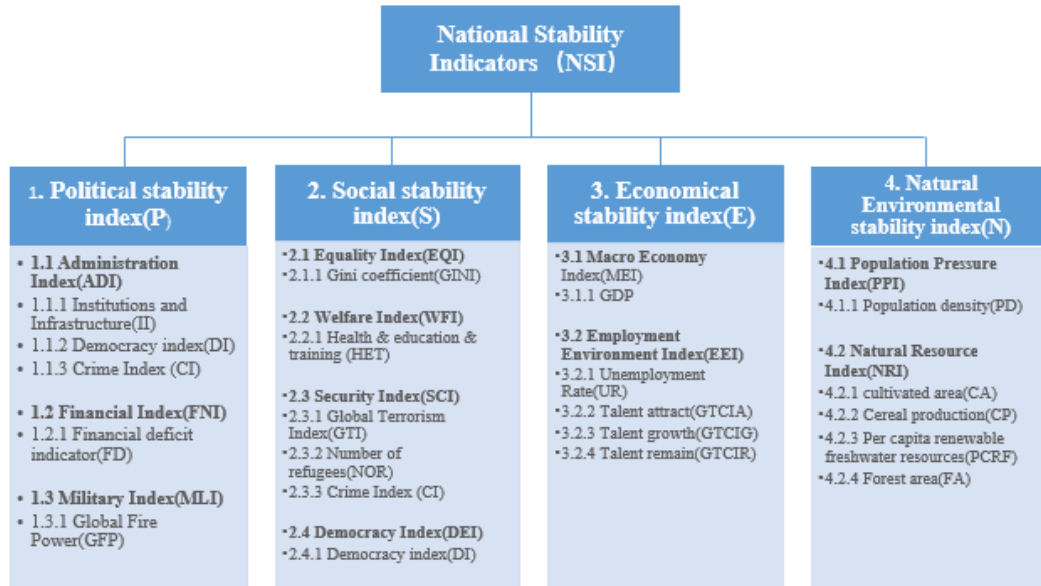 National Stability
Indicators（NSI）
1. Political stability
index(P)
• 1.1 Administration
Index(ADI)
• 1.1.1 Institutions and
Infrastructure(II)
• 1.1.2 Democracy index(DI)
• 1.1.3 Crime Index (CI)
• 1.2 Financial Index(FNI)
• 1.2.1 Financial deficit
indicator(FD)
• 1.3 Military Index(MLI)
• 1.3.1 Global Fire
Power(GFP)
2. Social stability
index(S)
•2.1 Equality Index(EQI)
•2.1.1 Gini coefficient(GINI)
•2.2 Welfare Index(WFI)
•2.2.1 Health & education &
training (HET)
•2.3 Security Index(SCI)
•2.3.1 Global Terrorism
Index(GTI)
•2.3.2 Number of
refugees(NOR)
•2.3.3 Crime Index (CI)
•2.4 Democracy Index(DEI)
•2.4.1 Democracy index(DI)
3. Economical
stability index(E)
•3.1 Macro Economy
Index(MEI)
•3.1.1 GDP
•3.2 Employment
Environment Index(EEI)
•3.2.1 Unemployment
Rate(UR)
•3.2.2 Talent attract(GTCIA)
•3.2.3 Talent growth(GTCIG)
•3.2.4 Talent remain(GTCIR)
4. Natural
Environmental
stability index(N)
•4.1 Population Pressure
Index(PPI)
•4.1.1 Population density(PD)
•4.2 Natural Resource
Index(NRI)
•4.2.1 cultivated area(CA)
•4.2.2 Cereal production(CP)
•4.2.3 Per capita renewable
freshwater resources(PCRF)
•4.2.4 Forest area(FA)